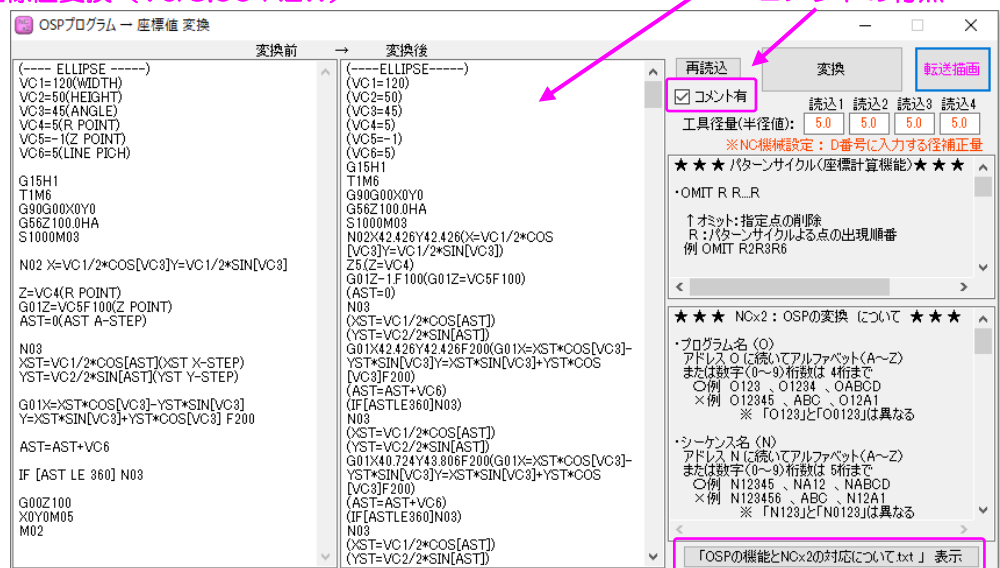 OSPプログラム → 座標値 変換
変換前 → 変換後
(---- ELLIPSE -----)
VC1=120(WIDTH)
VC2=50(HEIGHT)
VC3=45(ANGLE)
VC4=5(R POINT)
VC5=-1(Z POINT)
VC6=5(LINE PICH)
G15H1
T1M6
G90G00X0Y0
G56Z100.0HA
S1000M03
N02 X=VC1/2*COS[VC3]Y=VC1/2*SIN[VC3]
Z=VC4(R POINT)
G01Z=VC5F100(Z POINT)
AST=0(AST A-STEP)
N03
XST=VC1/2*COS[AST](XST X-STEP)
YST=VC2/2*SIN[AST](YST Y-STEP)
G01X=XST*COS[VC3]-YST*SIN[VC3]
Y=XST*SIN[VC3]+YST*COS[VC3] F200
AST=AST+VC6
IF [AST LE 360] N03
G00Z100
X0Y0M05
M02
(----ELLIPSE-----)
(VC1=120)
(VC2=50)
(VC3=45)
(VC4=5)
(VC5=-1)
(VC6=5)
G15H1
T1M6
G90G00X0Y0
G56Z100.0HA
S1000M03
N02X42.426Y42.426(X=VC1/2*COS
[VC3]Y=VC1/2*SIN[VC3])
Z5.(Z=VC4)
G01Z-1.F100(G01Z=VC5F100)
(AST=0)
N03
(XST=VC1/2*COS[AST])
(YST=VC2/2*SIN[AST])
G01X42.426Y42.426F200(G01X=XST*COS[VC3]-
YST*SIN[VC3]Y=XST*SIN[VC3]+YST*COS
[VC3]F200)
(AST=AST+VC6)
(IF[ASTLE360]N03)
N03
(XST=VC1/2*COS[AST])
(YST=VC2/2*SIN[AST])
G01X40.724Y43.806F200(G01X=XST*COS[VC3]-
YST*SIN[VC3]Y=XST*SIN[VC3]+YST*COS
[VC3]F200)
(AST=AST+VC6)
(IF[ASTLE360]N03)
N03
(XST=VC1/2*COS[AST])
(YST=VC2/2*SIN[AST])
再読込 変換 転送描画
コメント有
読込1 読込2 読込3 読込4
工具径量(半径値): 5.0 5.0 5.0 5.0
※NC機械設定：D番号に入力する径補正量
★ ★ ★ パターンサイクル(座標計算機能)★ ★ ★
・OMIT R R...R
↑オミット:指定点の削除
R :パターンサイクルよる点の出現順番
例 OMIT R2R3R6
★ ★ ★ NCx2：OSPの変換 について ★ ★ ★
・プログラム名 (O)
アドレス O に続いてアルファベット(A～Z)
または数字(0～9)桁数は 4桁まで
〇例 O123 、O1234 、OABCD
×例 O12345 、ABC 、O12A1
※ 「O123」と「O0123」は異なる
・シーケンス名 (N)
アドレス N に続いてアルファベット(A～Z)
または数字(0～9)桁数は 5桁まで
〇例 N12345 、NA12 、NABCD
×例 N123456 、ABC 、N12A1
※ 「N123」と「N0123」は異なる
「OSPの機能とNCx2の対応について.txt 」 表示